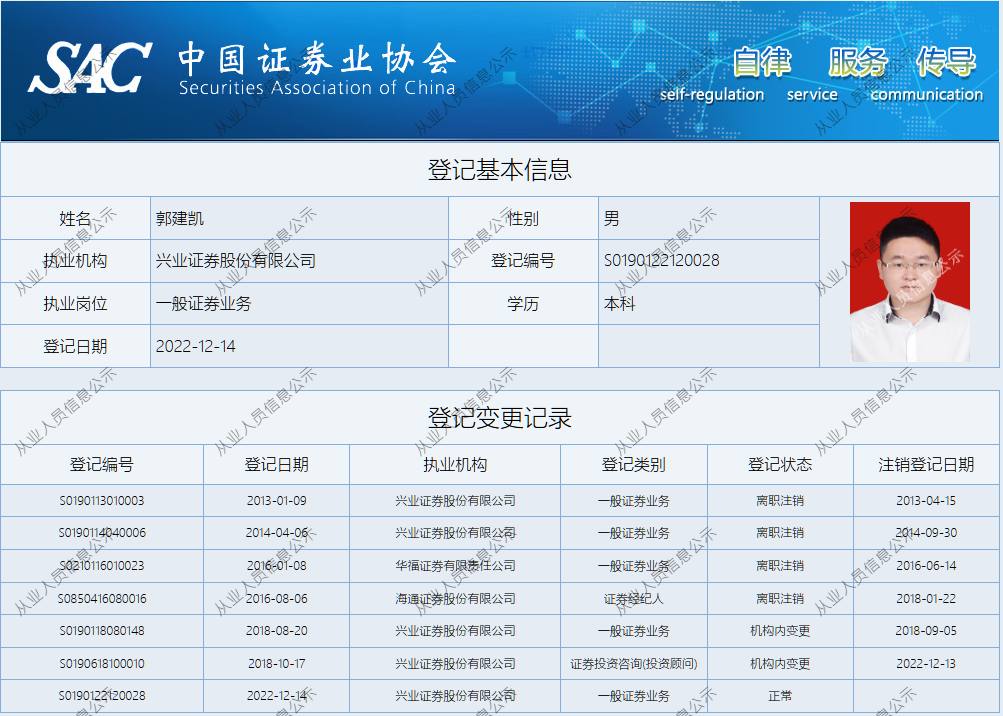 SAC 中国证券业协会
Securities Association of China
自律 服务 传导
self-regulation service communication
登记基本信息
姓名 郭建凯 性别 男
执业机构 兴业证券股份有限公司 登记编号 S0190122120028
执业岗位 一般证券业务 学历 本科
登记日期 2022-12-14
登记变更记录
登记编号 登记日期 执业机构 登记类别 登记状态 注销登记日期
S0190113010003 2013-01-09 兴业证券股份有限公司 一般证券业务 离职注销 2013-04-15
S0190114040006 2014-04-06 兴业证券股份有限公司 一般证券业务 离职注销 2014-09-30
S0210116010023 2016-01-08 华福证券有限责任公司 一般证券业务 离职注销 2016-06-14
S0850416080016 2016-08-06 海通证券股份有限公司 证券经纪人 离职注销 2018-01-22
S0190118080148 2018-08-20 兴业证券股份有限公司 一般证券业务 机构内变更 2018-09-05
S0190618100010 2018-10-17 兴业证券股份有限公司 证券投资咨询(投资顾问) 机构内变更 2022-12-13
S0190122120028 2022-12-14 兴业证券股份有限公司 一般证券业务 正常
从业人员信息公示